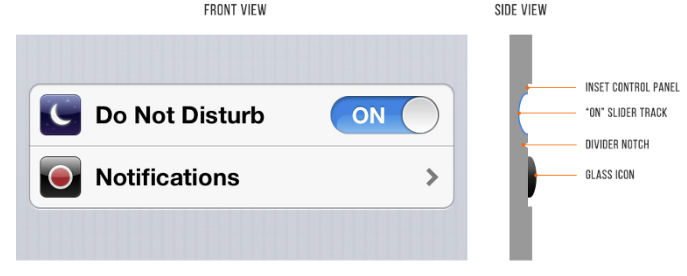 FRONT VIEW
SIDE VIEW
Do Not Disturb
ON
Notifications
INSET CONTROL PANEL
"ON" SLIDER TRACK
DIVIDER NOTCH
GLASS ICON